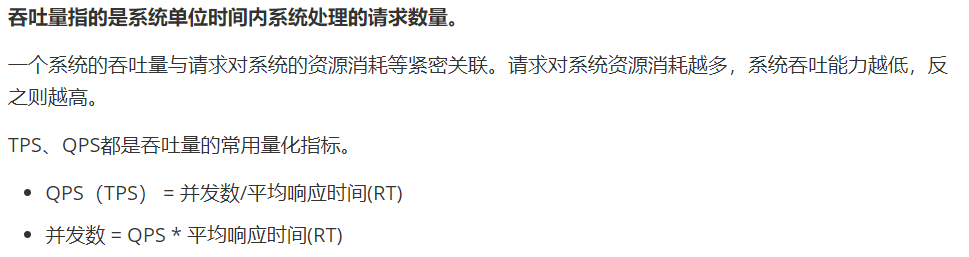 吞吐量指的是系统单位时间内系统处理的请求数量。
一个系统的吞吐量与请求对系统的资源消耗等紧密关联。请求对系统资源消耗越多，系统吞吐能力越低，反
之则越高。
TPS、QPS都是吞吐量的常用量化指标。
• QPS（TPS） = 并发数/平均响应时间(RT)
• 并发数 = QPS * 平均响应时间(RT)